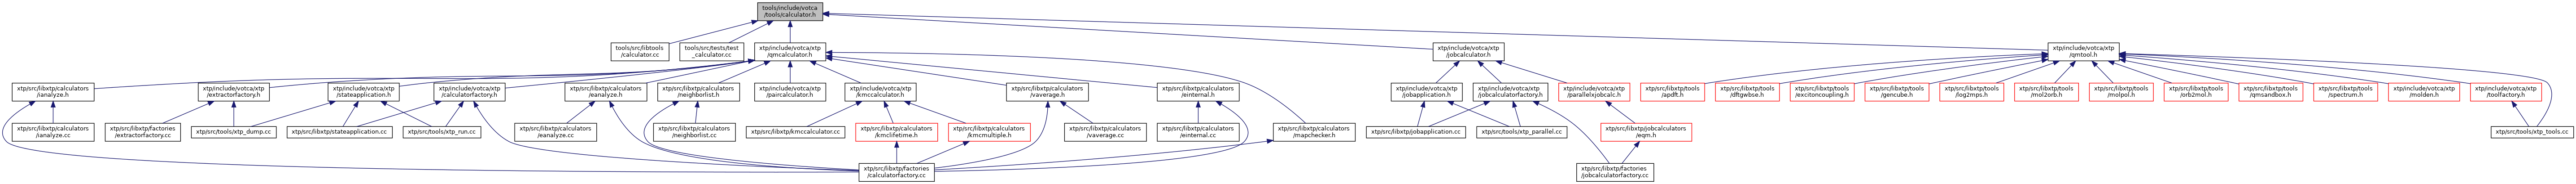 tools/include/votca
/tools/calculator.h
tools/src/libtools
/calculator.cc
tools/src/tests/test
_calculator.cc
xtp/include/votca/xtp
/qmcalculator.h
xtp/include/votca/xtp
/jobcalculator.h
xtp/include/votca/xtp
/qmtool.h
xtp/src/libxtp/calculators
/ianalyze.h
xtp/include/votca/xtp
/extractorfactory.h
xtp/include/votca/xtp
/stateapplication.h
xtp/include/votca/xtp
/calculatorfactory.h
xtp/src/libxtp/calculators
/eanalyze.h
xtp/src/libxtp/calculators
/neighborlist.h
xtp/include/votca/xtp
/paircalculator.h
xtp/include/votca/xtp
/kmccalculator.h
xtp/src/libxtp/calculators
/vaverage.h
xtp/src/libxtp/calculators
/einternal.h
xtp/include/votca/xtp
/jobapplication.h
xtp/include/votca/xtp
/jobcalculatorfactory.h
xtp/include/votca/xtp
/parallelxjobcalc.h
xtp/src/libxtp/tools
/apdft.h
xtp/src/libxtp/tools
/dftgwbse.h
xtp/src/libxtp/tools
/excitoncoupling.h
xtp/src/libxtp/tools
/gencube.h
xtp/src/libxtp/tools
/log2mps.h
xtp/src/libxtp/tools
/mol2orb.h
xtp/src/libxtp/tools
/molpol.h
xtp/src/libxtp/tools
/orb2mol.h
xtp/src/libxtp/tools
/qmsandbox.h
xtp/src/libxtp/tools
/spectrum.h
xtp/include/votca/xtp
/molden.h
xtp/include/votca/xtp
/toolfactory.h
xtp/src/libxtp/calculators
/ianalyze.cc
xtp/src/libxtp/factories
/extractorfactory.cc
xtp/src/tools/xtp_dump.cc
xtp/src/libxtp/stateapplication.cc
xtp/src/tools/xtp_run.cc
xtp/src/libxtp/calculators
/eanalyze.cc
xtp/src/libxtp/calculators
/neighborlist.cc
xtp/src/libxtp/kmccalculator.cc
xtp/src/libxtp/calculators
/kmclifetime.h
xtp/src/libxtp/calculators
/kmcmultiple.h
xtp/src/libxtp/calculators
/vaverage.cc
xtp/src/libxtp/calculators
/einternal.cc
xtp/src/libxtp/calculators
/mapchecker.h
xtp/src/libxtp/jobapplication.cc
xtp/src/tools/xtp_parallel.cc
xtp/src/libxtp/jobcalculators
/eqm.h
xtp/src/tools/xtp_tools.cc
xtp/src/libxtp/factories
/calculatorfactory.cc
xtp/src/libxtp/factories
/jobcalculatorfactory.cc